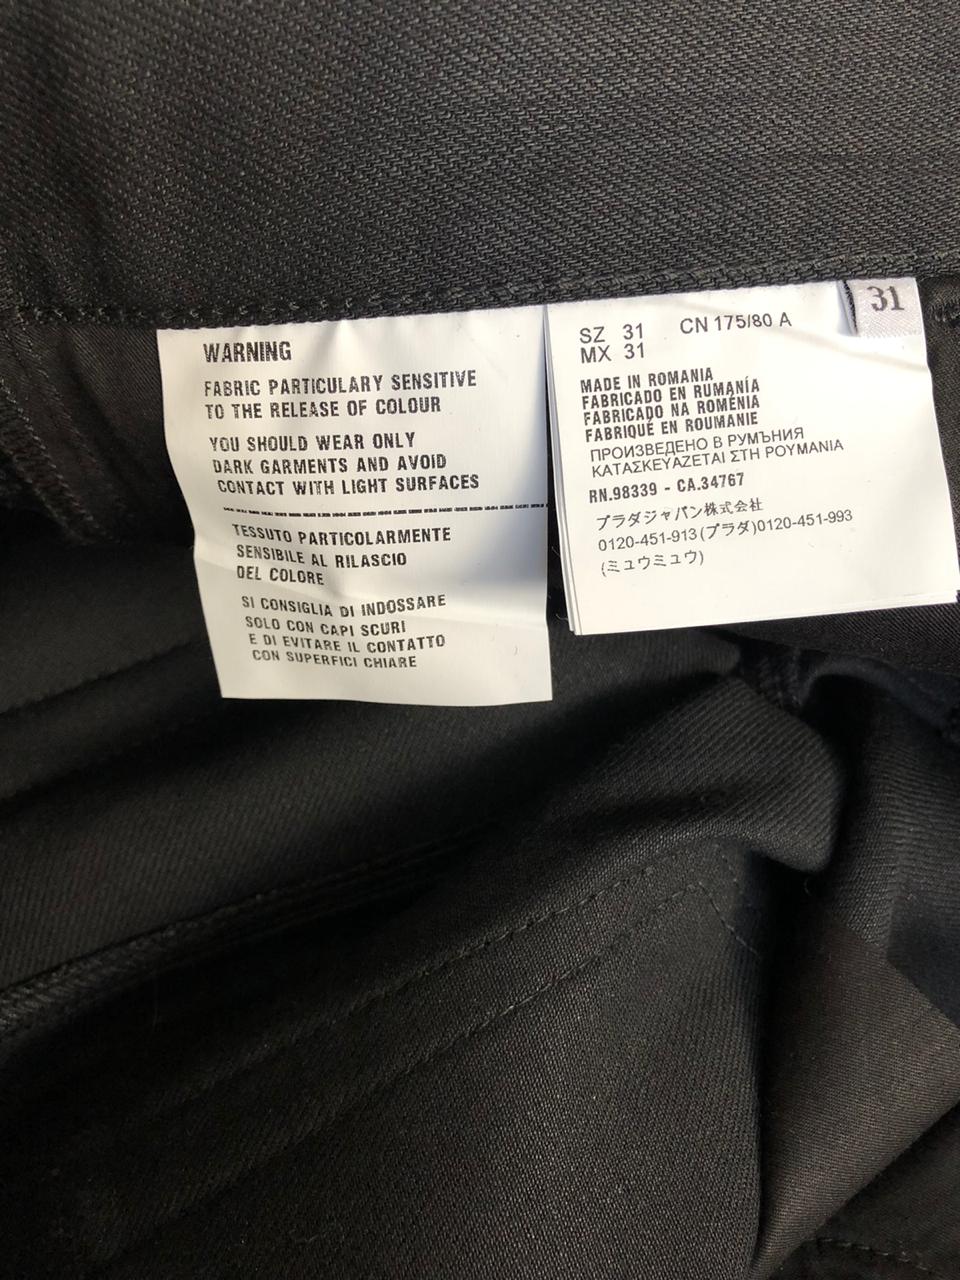 WARNING
FABRIC PARTICULARY SENSITIVE
TO THE RELEASE OF COLOUR
YOU SHOULD WEAR ONLY
DARK GARMENTS AND AVOID
CONTACT WITH LIGHT SURFACES
TESSUTO PARTICOLARMENTE
SENSIBILE AL RILASCIO
DEL COLORE
SI CONSIGLIA DI INDOSSARE
SOLO CON CAPI SCURI
E DI EVITARE IL CONTATTO
CON SUPERFICI CHIARE
31
SZ 31 CN 175/80 A
MX 31
MADE IN ROMANIA
FABRICADO EN RUMANÍA
FABRICADO NA ROMÉNIA
FABRIQUÉ EN ROUMANIE
ПРОИЗВЕДЕНО В РУМЪНИЯ
ΚΑΤΑΣΚΕΥΑΖΕΤΑΙ ΣΤΗ ΡΟΥΜΑΝΙΑ
RN.98339 - CA.34767
プラダジャパン株式会社
0120-451-913(プラダ)0120-451-993
(ミュウミュウ)